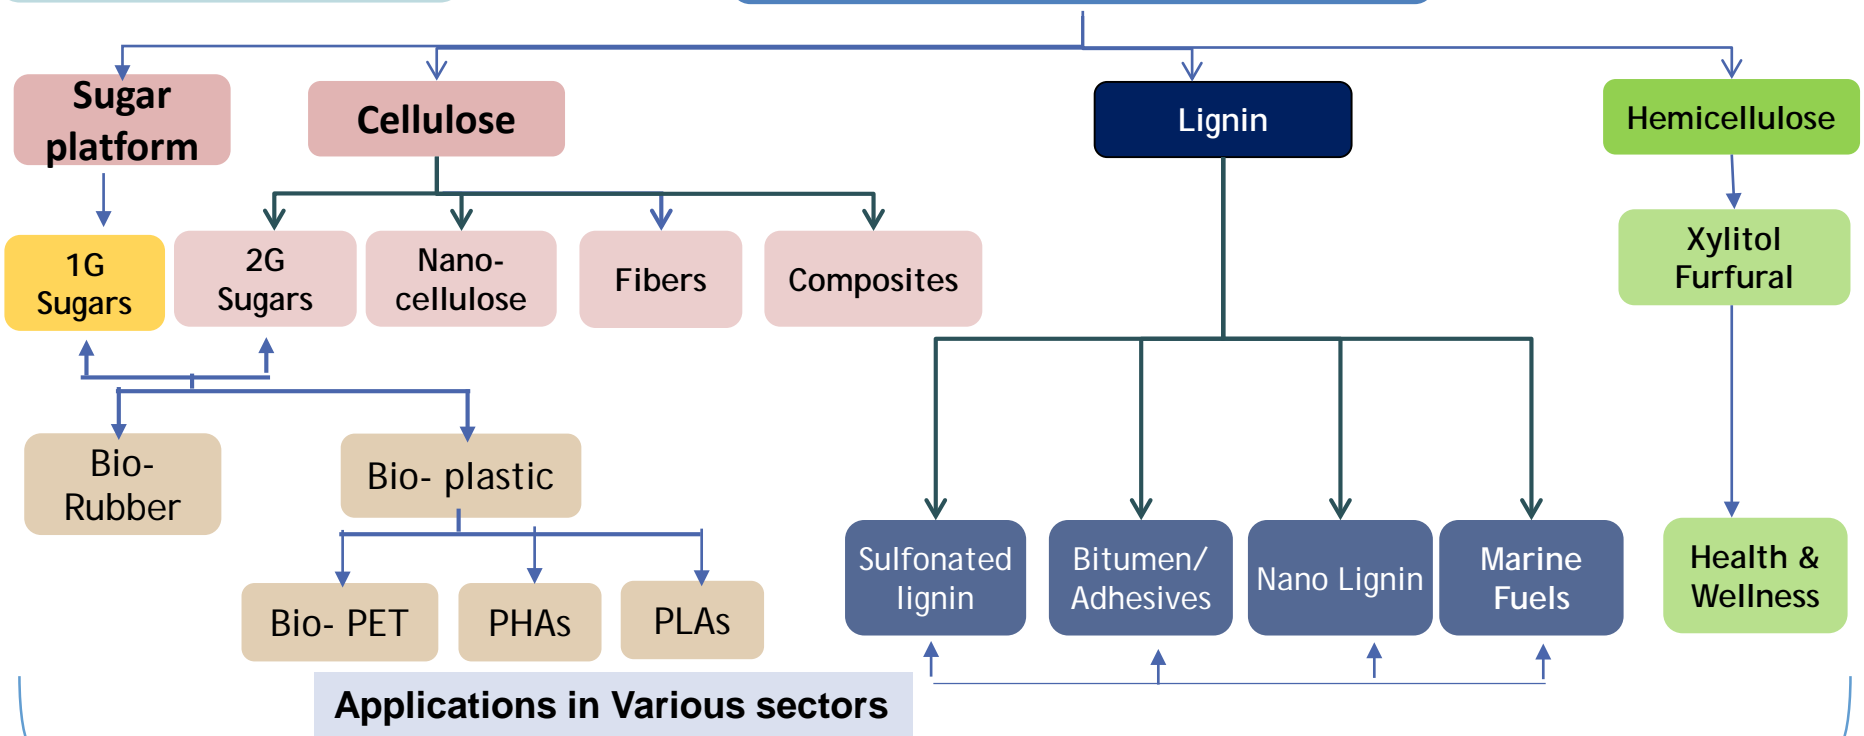 Sugar
platform
Cellulose
Lignin
Hemicellulose
1G
Sugars
2G
Sugars
Nano-
cellulose
Fibers
Composites
Xylitol
Furfural
Bio-
Rubber
Bio- plastic
Sulfonated
lignin
Bitumen/
Adhesives
Nano Lignin
Marine
Fuels
Health &
Wellness
Bio- PET
PHAs
PLAs
Applications in Various sectors